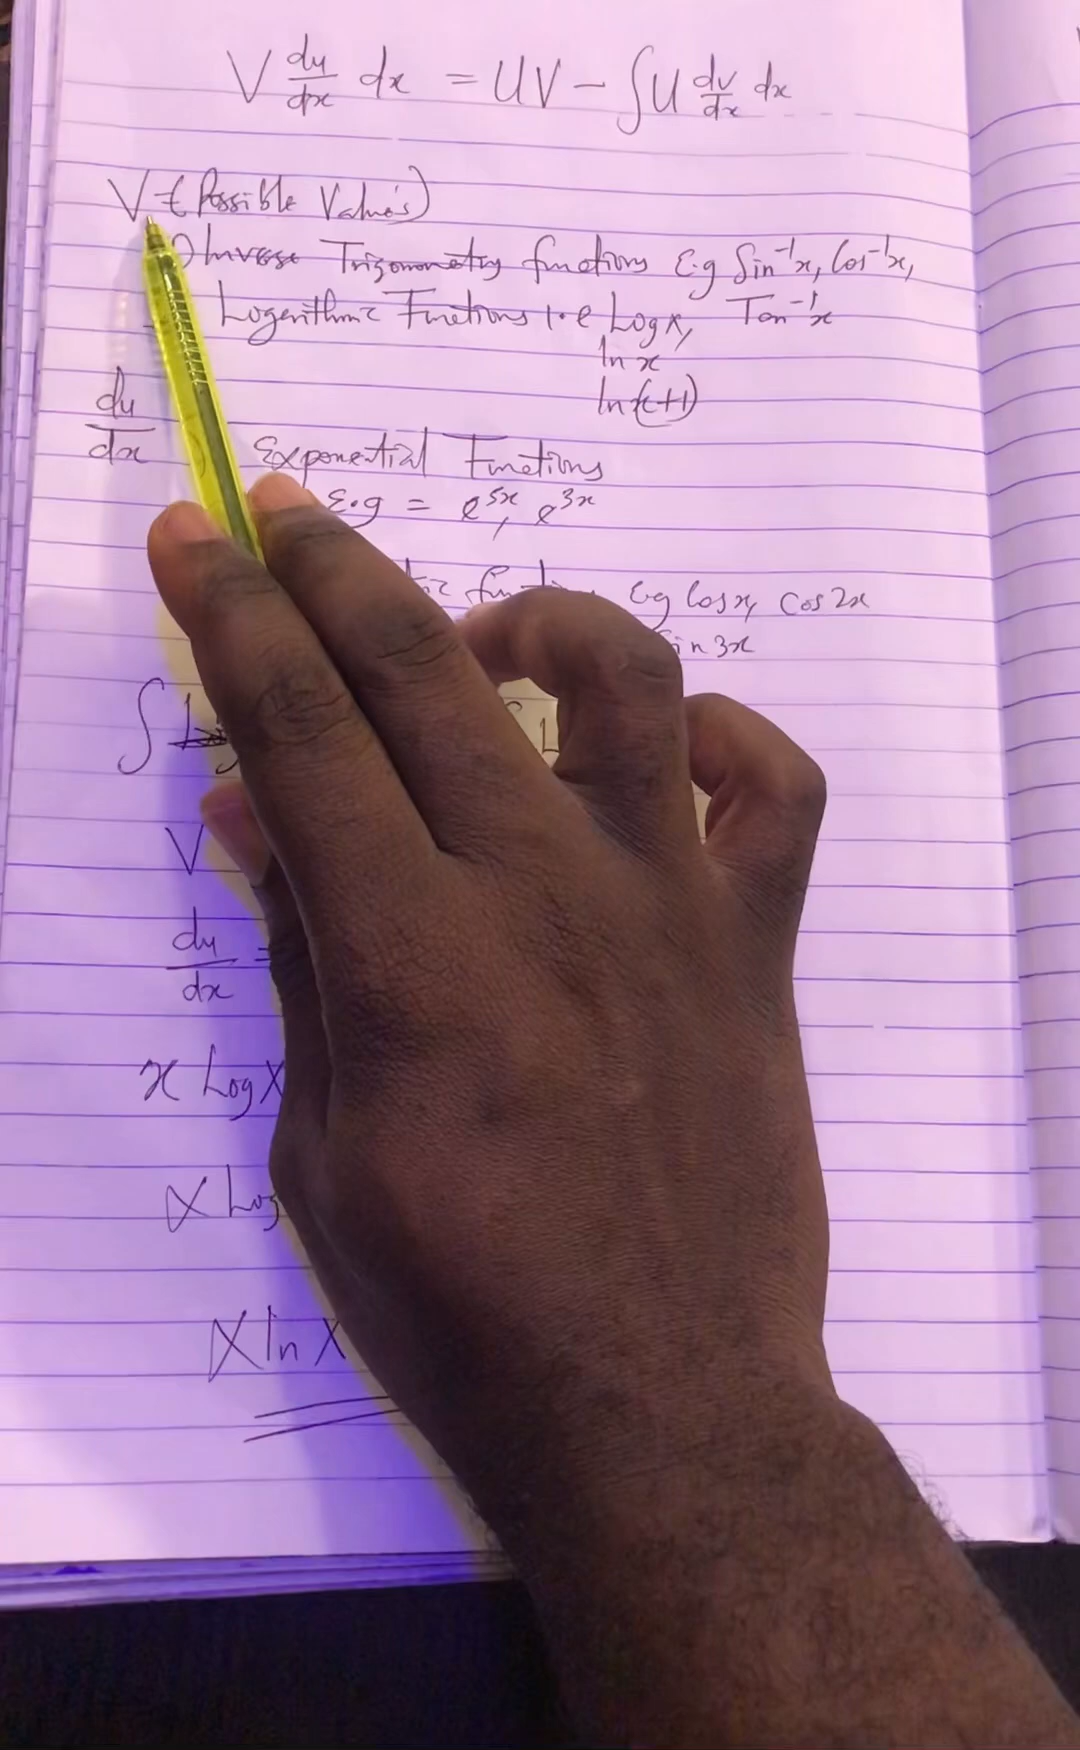 V du/dx dx = UV - ∫U dv/dx dx
V - (Possible Values)
Inverse Trigonometry functions E.g Sin⁻¹x, Cos⁻¹x,
Logarithmic Functions i.e Log x, Tan⁻¹x
ln x
ln(x+1)
du/dx
Exponential Functions
E.g = e^5x, e^3x
Eg Cosx, Cos 2x
in 3x
∫
V
du/dx =
x Log X
x Log
X ln X